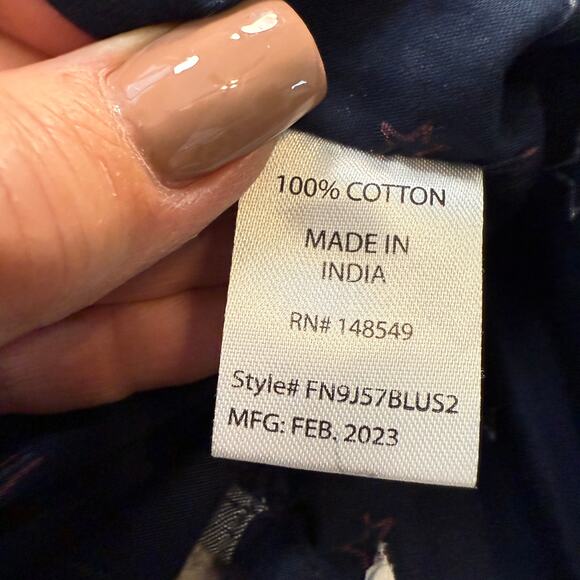 100% COTTON
MADE IN
INDIA
RN# 148549
Style# FN9J57BLUS2
MFG: FEB. 2023